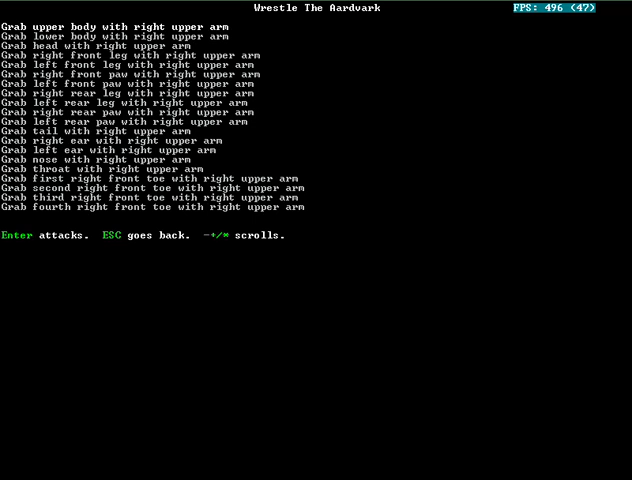 Wrestle The Aardvark FPS: 496 (47)
Grab upper body with right upper arm
Grab lower body with right upper arm
Grab head with right upper arm
Grab right front leg with right upper arm
Grab left front leg with right upper arm
Grab right front paw with right upper arm
Grab left front paw with right upper arm
Grab right rear leg with right upper arm
Grab left rear leg with right upper arm
Grab right rear paw with right upper arm
Grab left rear paw with right upper arm
Grab tail with right upper arm
Grab right ear with right upper arm
Grab left ear with right upper arm
Grab nose with right upper arm
Grab throat with right upper arm
Grab first right front toe with right upper arm
Grab second right front toe with right upper arm
Grab third right front toe with right upper arm
Grab fourth right front toe with right upper arm
Enter attacks. ESC goes back. -+/* scrolls.